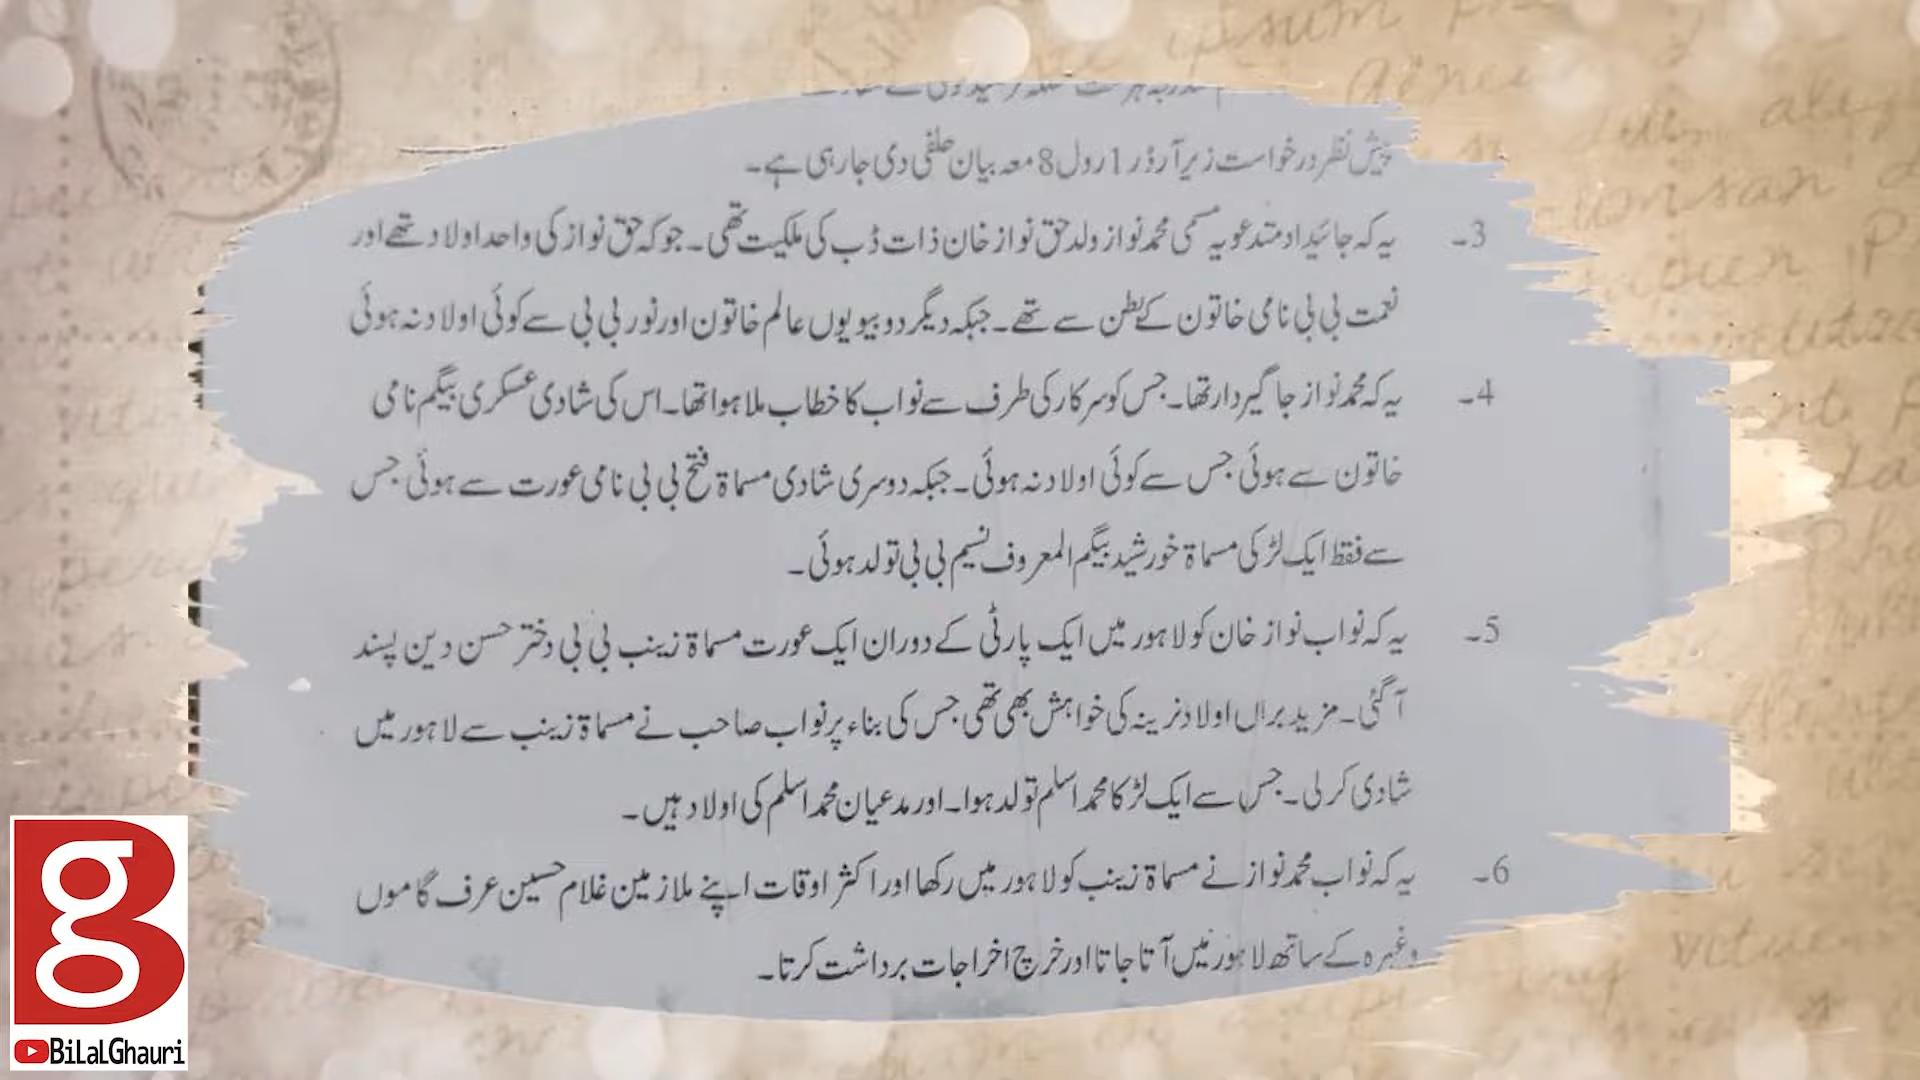 پیش نظر درخواست زیر آرڈر 1 رول 8 معہ بیان حلفی دی جارہی ہے۔
3۔ یہ کہ جائیداد متدعویہ مسمی محمد نواز ولد حق نواز خان ذات ڈب کی ملکیت تھی۔ جو کہ حق نواز کی واحد اولاد تھے اور
نعمت بی بی نامی خاتون کے بطن سے تھے۔ جبکہ دیگر دو بیویوں عالم خاتون اور نور بی بی سے کوئی اولاد نہ ہوئی
4۔ یہ کہ محمد نواز جاگیردار تھا۔ جس کو سرکار کی طرف سے نواب کا خطاب ملا ہوا تھا۔ اس کی شادی عسکری بیگم نامی
خاتون سے ہوئی جس سے کوئی اولاد نہ ہوئی۔ جبکہ دوسری شادی مسماۃ فتح بی بی نامی عورت سے ہوئی جس
سے فقط ایک لڑکی مسماۃ خورشید بیگم المعروف نسیم بی بی تولد ہوئی۔
5۔ یہ کہ نواب نواز خان کو لاہور میں ایک پارٹی کے دوران ایک عورت مسماۃ زینب بی بی دختر حسن دین پسند
آگئی۔ مزید براں اولاد نرینہ کی خواہش بھی تھی جس کی بناء پر نواب صاحب نے مسماۃ زینب سے لاہور میں
شادی کر لی۔ جس سے ایک لڑکا محمد اسلم تولد ہوا۔ اور مدعیان محمد اسلم کی اولاد ہیں۔
6۔ یہ کہ نواب محمد نواز نے مسماۃ زینب کو لاہور میں رکھا اور اکثر اوقات اپنے ملازمین غلام حسین عرف گاموں
وغیرہ کے ساتھ لاہور میں آتا جاتا اور خرچ اخراجات برداشت کرتا۔
Bg
BiLaLGhauri